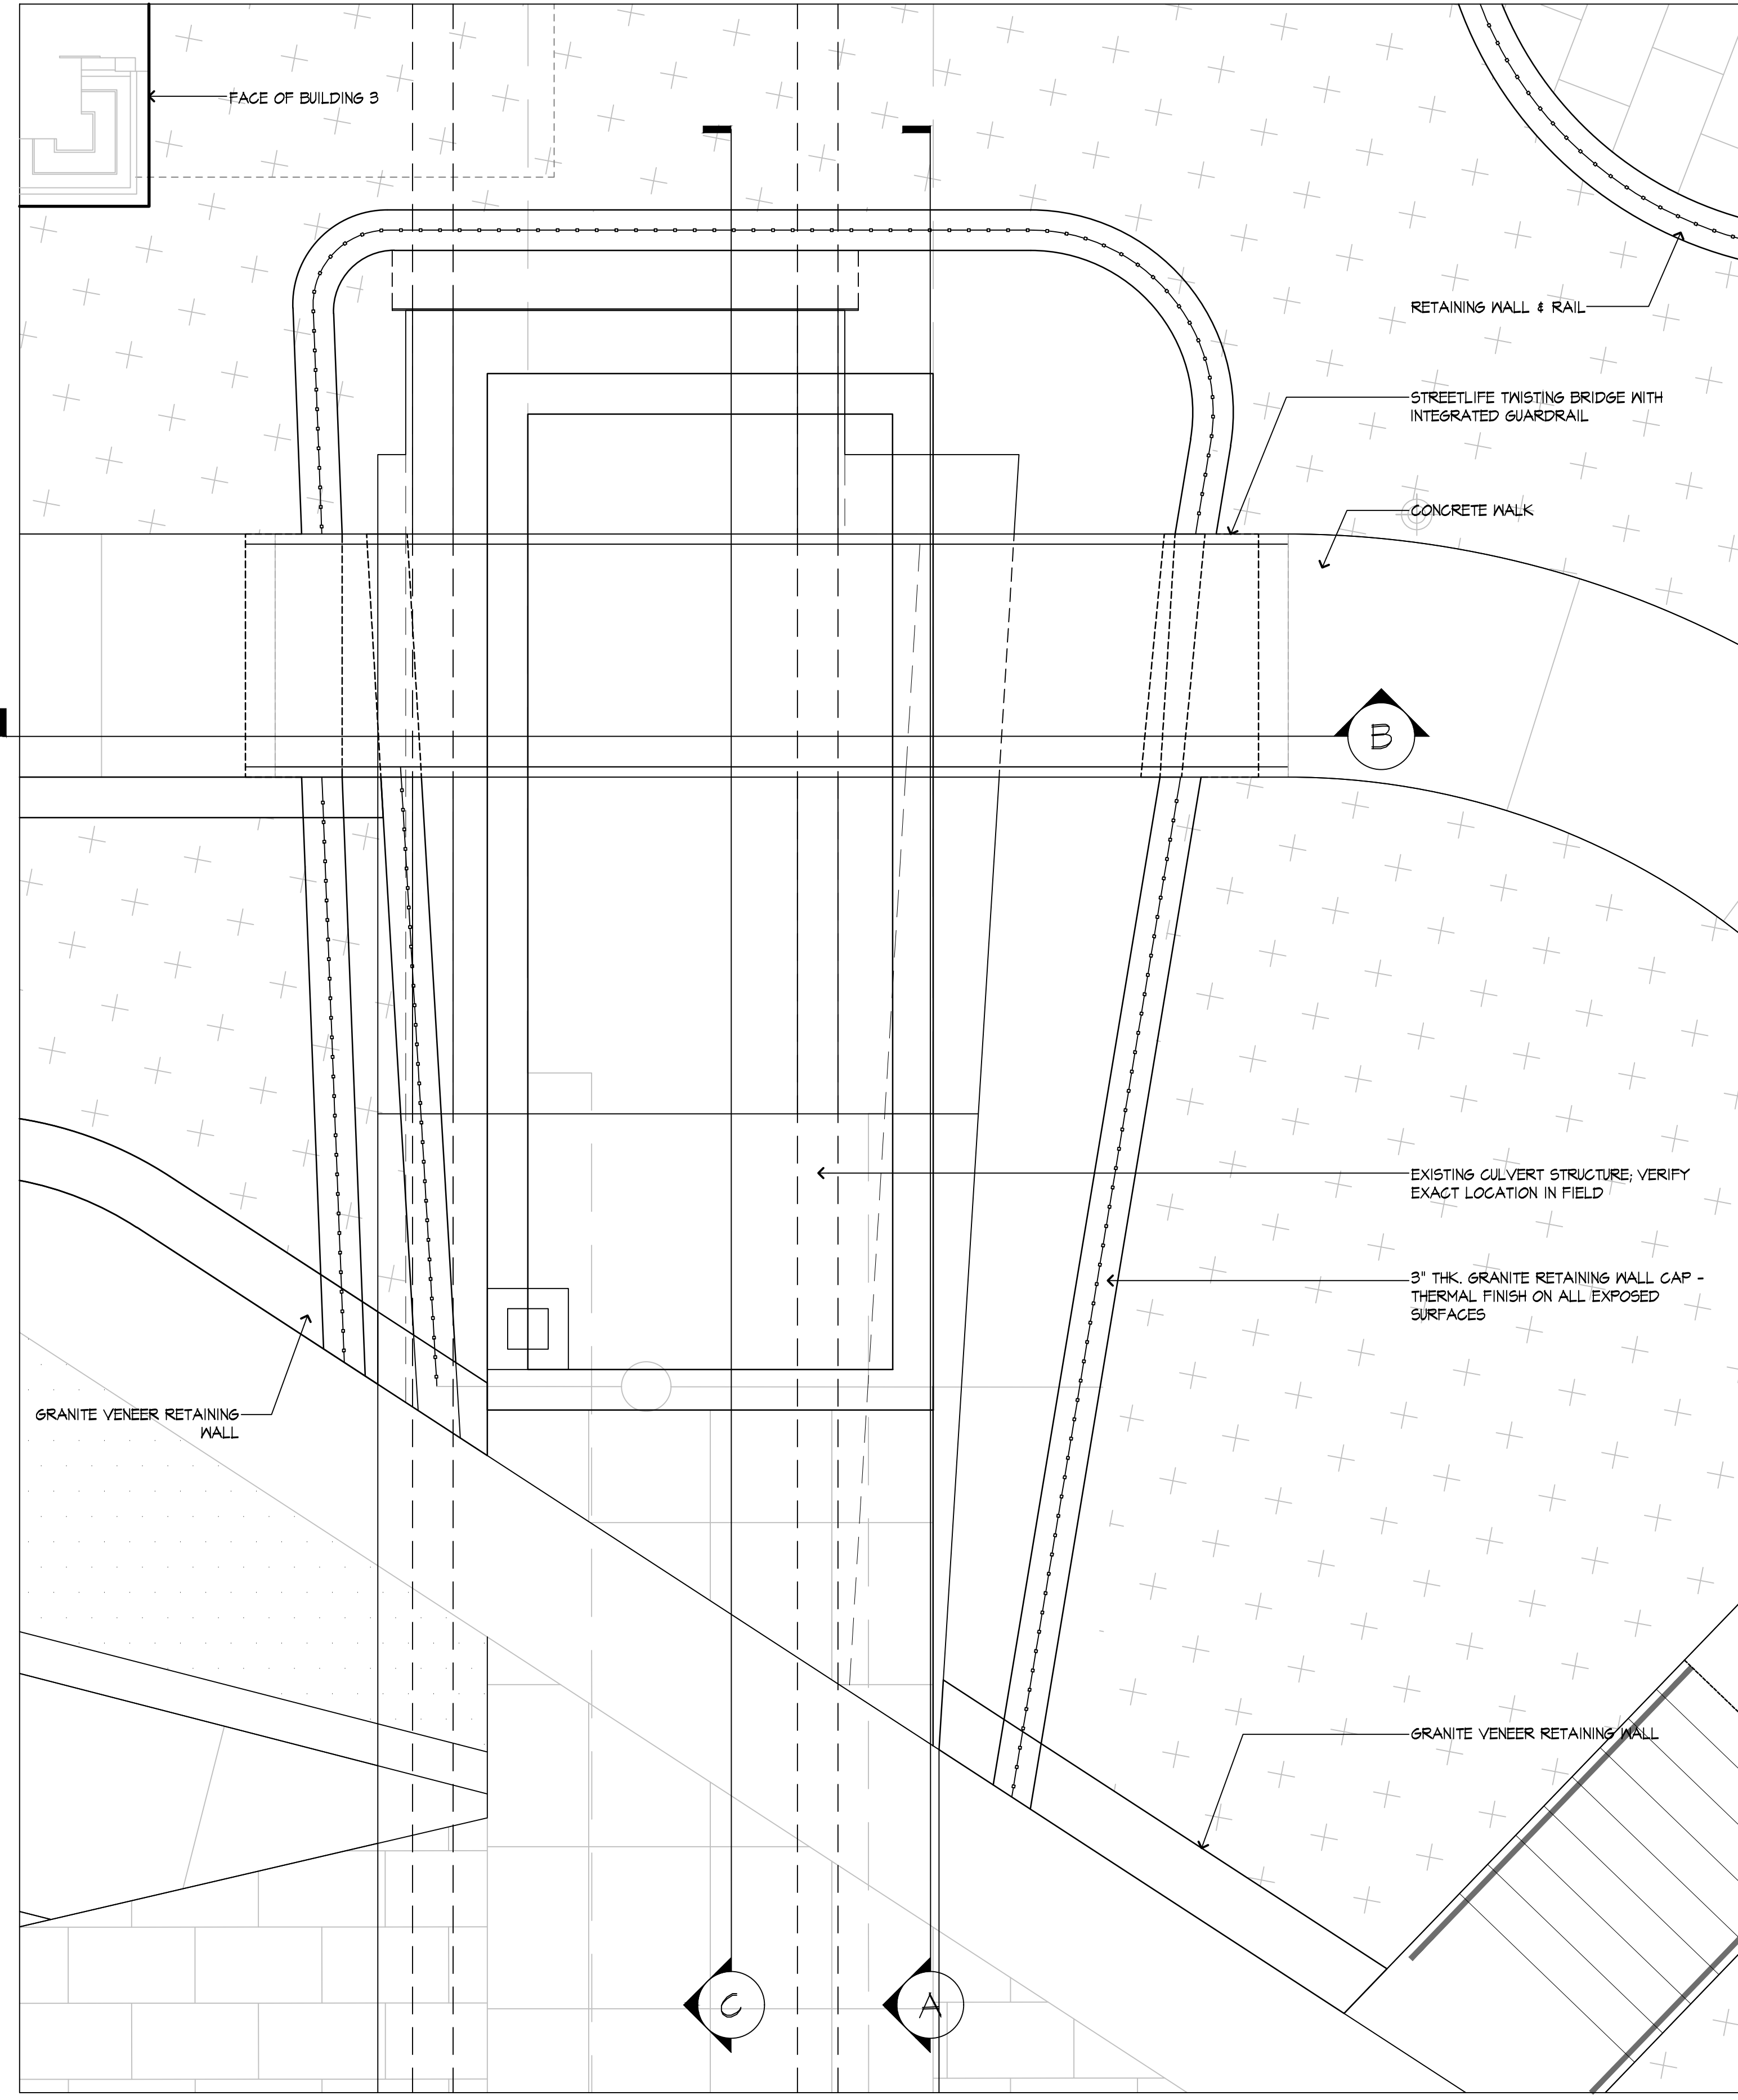 FACE OF BUILDING 3
RETAINING WALL & RAIL
STREETLIFE TWISTING BRIDGE WITH
INTEGRATED GUARDRAIL
CONCRETE WALK
B
EXISTING CULVERT STRUCTURE; VERIFY
EXACT LOCATION IN FIELD
3" THK. GRANITE RETAINING WALL CAP -
THERMAL FINISH ON ALL EXPOSED
SURFACES
GRANITE VENEER RETAINING
WALL
GRANITE VENEER RETAINING WALL
C
A